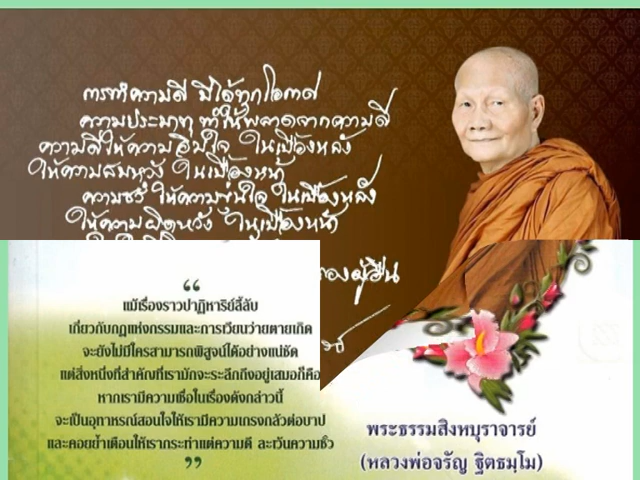 การทำความดี มีได้ทุกโอกาส
ความประมาท ทำให้พลาดจากความดี
ความดีให้ความอิ่มใจ ในเบื้องหลัง
ให้ความสมหวัง ในเบื้องหน้า
ความชั่ว ให้ความขุ่นใจ ในเบื้องหลัง
ให้ความผิดหวัง ในเบื้องหน้า
ของผู้อื่น
“
แม้เรื่องราวปาฏิหาริย์ลี้ลับ
เกี่ยวกับกฎแห่งกรรมและการเวียนว่ายตายเกิด
จะยังไม่มีใครสามารถพิสูจน์ได้อย่างแน่ชัด
แต่สิ่งหนึ่งที่สำคัญที่เรามักจะระลึกถึงอยู่เสมอก็คือ
หากเรามีความเชื่อในเรื่องดังกล่าวนี้
จะเป็นอุทาหรณ์สอนใจให้เรามีความเกรงกลัวต่อบาป
และคอยย้ำเตือนให้เรากระทำแต่ความดี ละเว้นความชั่ว
”
พระธรรมสิงหบุราจารย์
(หลวงพ่อจรัญ ฐิตธมฺโม)